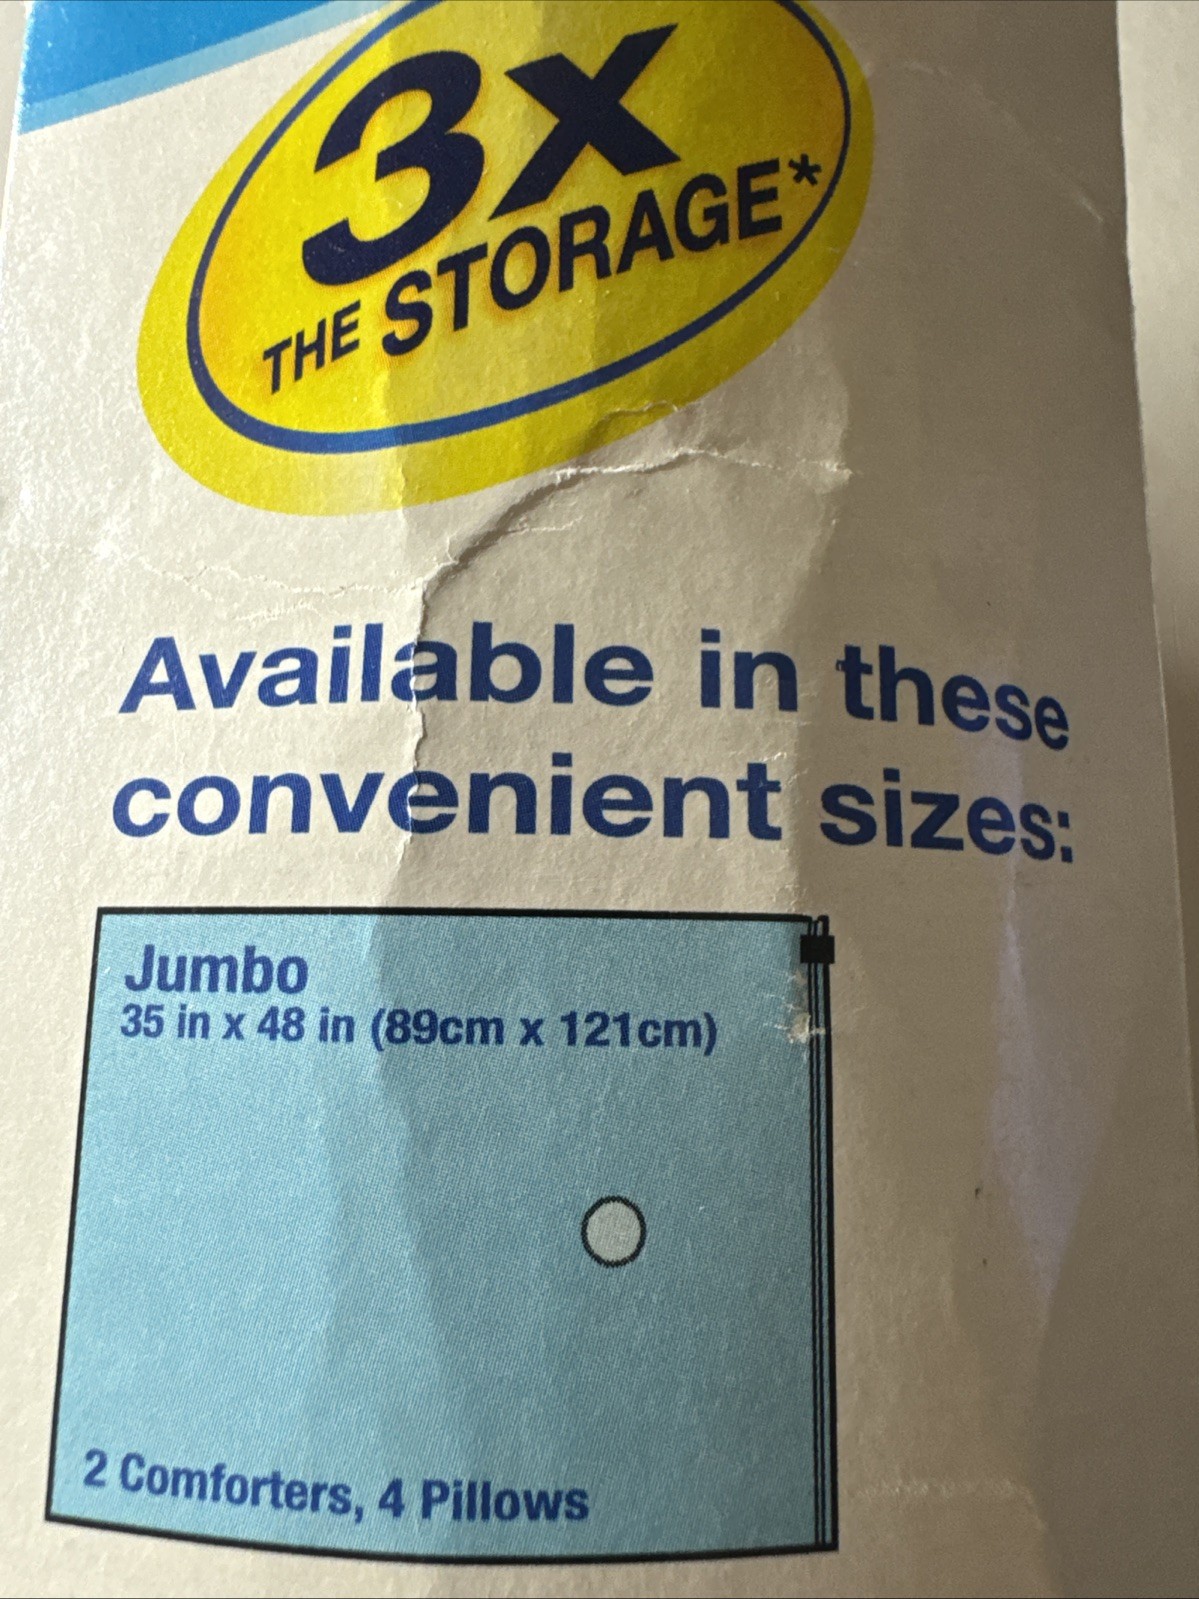 3x
THE STORAGE*
Available in these
convenient sizes:
Jumbo
35 in x 48 in (89cm x 121cm)
2 Comforters, 4 Pillows